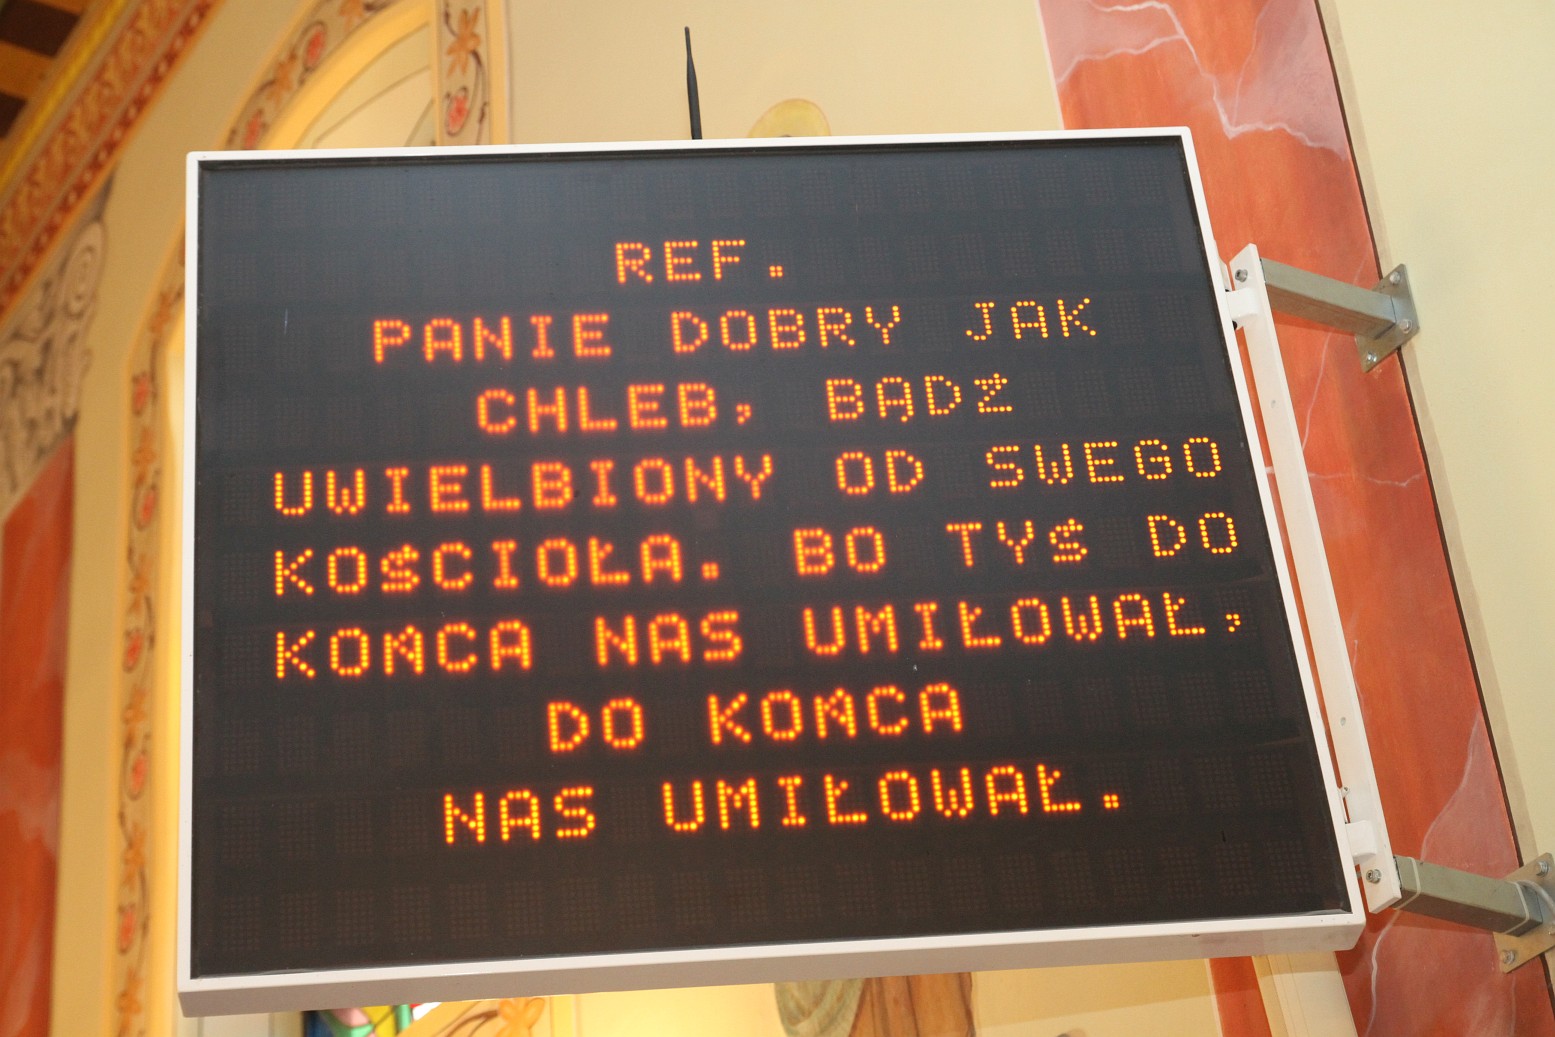 REF.
PANIE DOBRY JAK
CHLEB, BĄDŹ
UWIELBIONY OD SWEGO
KOŚCIOŁA. BO TYŚ DO
KOŃCA NAS UMIŁOWAŁ,
DO KOŃCA
NAS UMIŁOWAŁ.